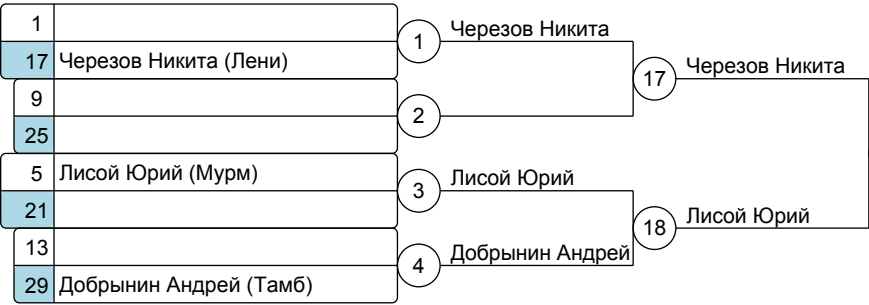 1
17 Черезов Никита (Лени)
9
25
5 Лисой Юрий (Мурм)
21
13
29 Добрынин Андрей (Тамб)
1 Черезов Никита
2
3 Лисой Юрий
4 Добрынин Андрей
17 Черезов Никита
18 Лисой Юрий